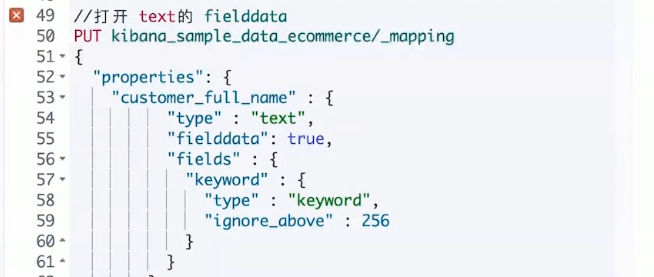 49 //打开 text的 fielddata
50 PUT kibana_sample_data_ecommerce/_mapping
51 {
52 "properties": {
53 "customer_full_name" : {
54 "type" : "text",
55 "fielddata": true,
56 "fields" : {
57 "keyword" : {
58 "type" : "keyword",
59 "ignore_above" : 256
60 }
61 }